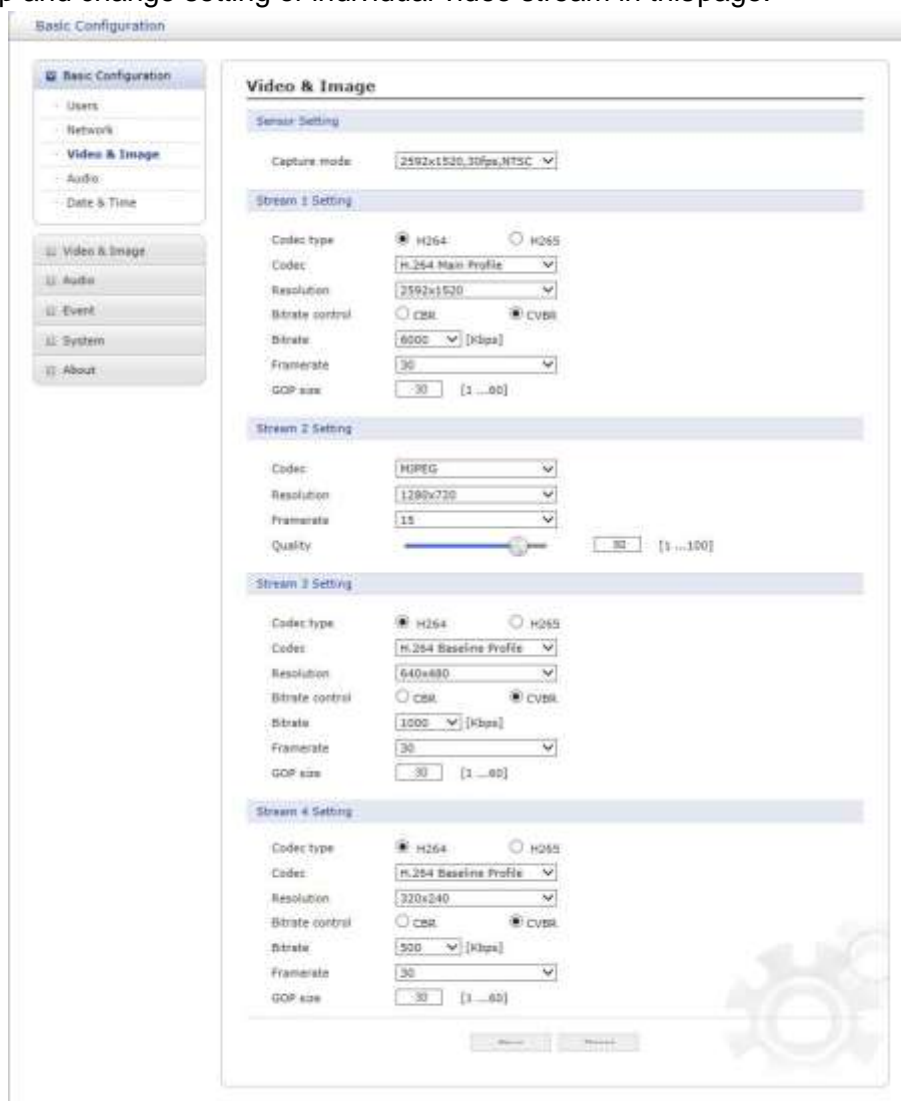 p and change setting of individual video stream in thispage.
Basic Configuration
Basic Configuration
Users
Network
Video & Image
Audio
Date & Time
Video & Image
Audio
Event
System
About
Video & Image
Sensor Setting
Capture mode 2592x1520,30fps,NTSC
Stream 1 Setting
Codec type H264 H265
Codec H.264 Main Profile
Resolution 2592x1520
Bitrate control CBR CVBR
Bitrate 6000 [Kbps]
Framerate 30
GOP size 30 [1 ...60]
Stream 2 Setting
Codec MJPEG
Resolution 1280x720
Framerate 15
Quality [1 ...100]
Stream 3 Setting
Codec type H264 H265
Codec H.264 Baseline Profile
Resolution 640x480
Bitrate control CBR CVBR
Bitrate 1000 [Kbps]
Framerate 30
GOP size 30 [1 ...60]
Stream 4 Setting
Codec type H264 H265
Codec H.264 Baseline Profile
Resolution 320x240
Bitrate control CBR CVBR
Bitrate 500 [Kbps]
Framerate 30
GOP size 30 [1 ...60]